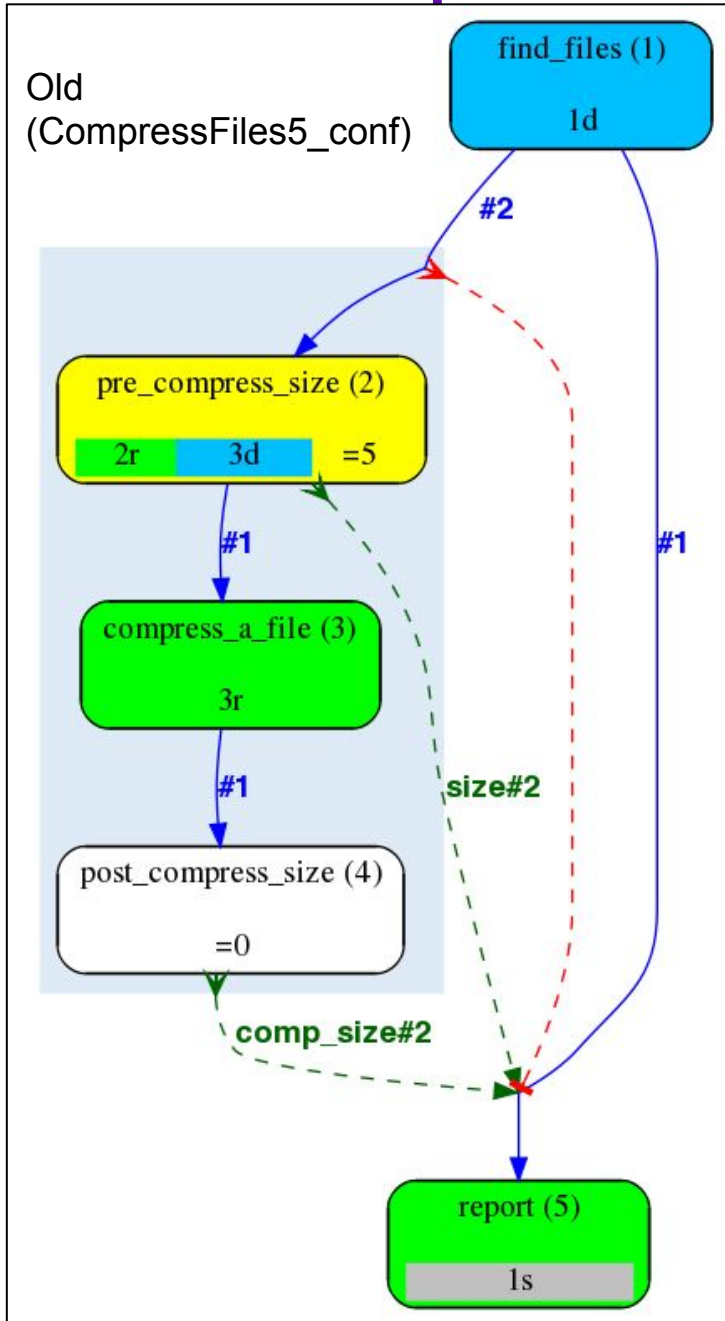 Old
(CompressFiles5_conf)
find_files (1)
1d
#2
pre_compress_size (2)
2r 3d =5
#1
#1
compress_a_file (3)
3r
#1
size#2
post_compress_size (4)
=0
comp_size#2
report (5)
1s